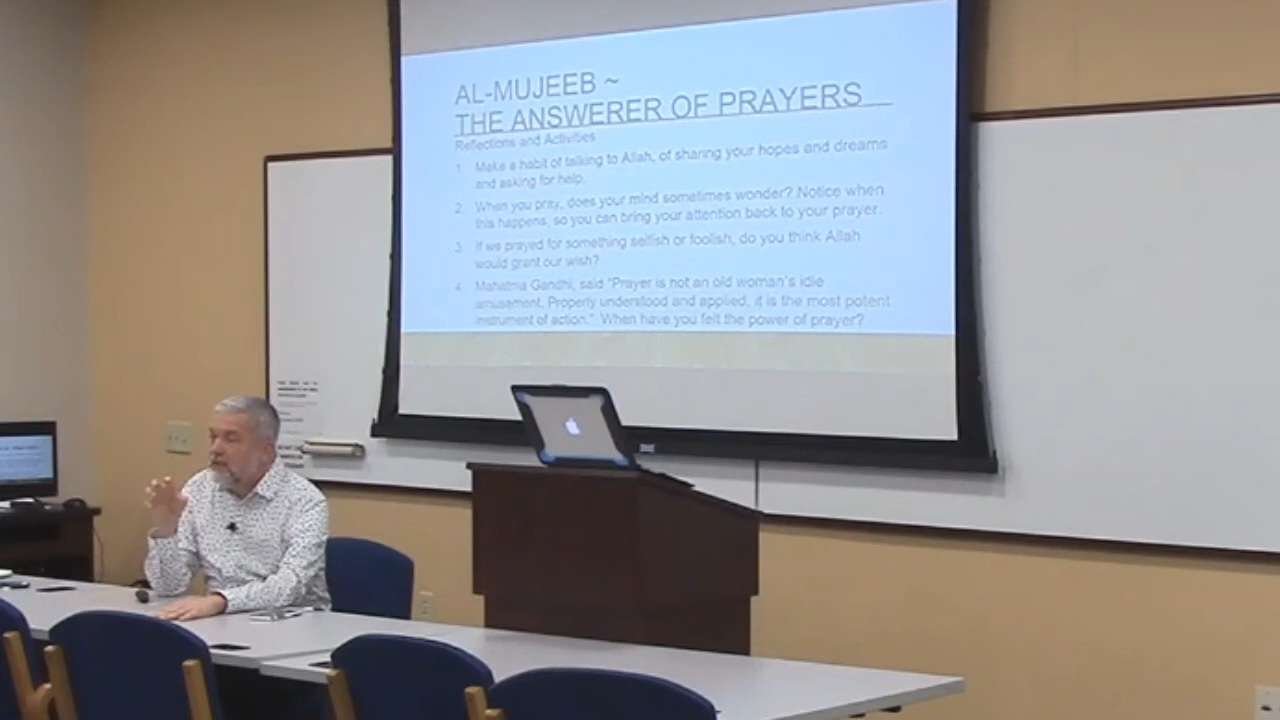 AL-MUJEEB ~
THE ANSWERER OF PRAYERS
Reflections and Activities
1. Make a habit of talking to Allah, of sharing your hopes and dreams
and asking for help.
2. When you pray, does your mind sometimes wonder? Notice when
this happens, so you can bring your attention back to your prayer.
3. If we prayed for something selfish or foolish, do you think Allah
would grant our wish?
4. Mahatma Gandhi, said "Prayer is not an old woman's idle
amusement. Properly understood and applied, it is the most potent
instrument of action." When have you felt the power of prayer?